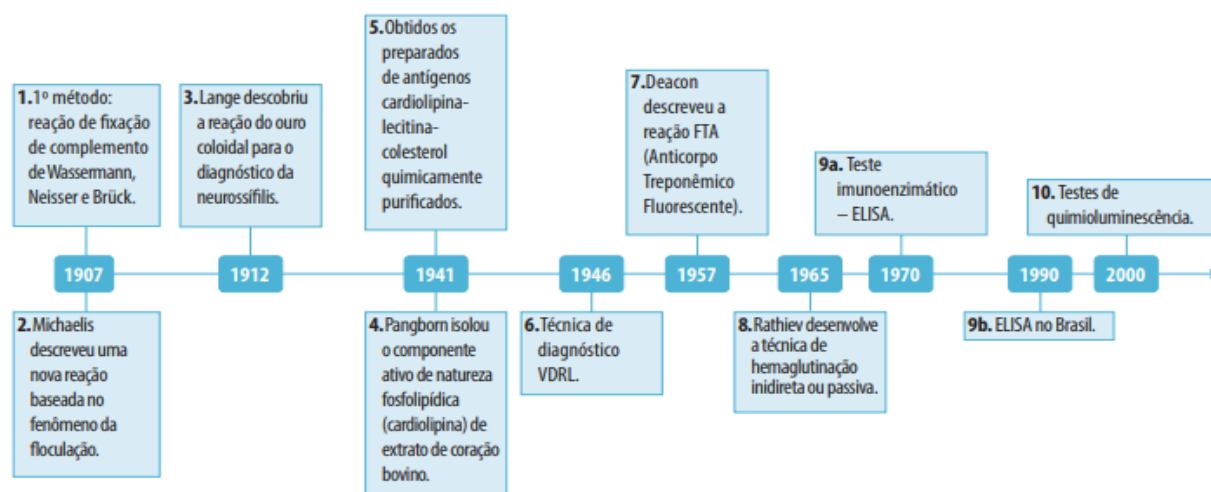 1. 1º método:
reação de fixação
de complemento
de Wassermann,
Neisser e Brück.
3. Lange descobriu
a reação do ouro
coloidal para o
diagnóstico da
neurossífilis.
5. Obtidos os
preparados
de antígenos
cardiolipina-
lecitina-
colesterol
quimicamente
purificados.
7. Deacon
descreveu a
reação FTA
(Anticorpo
Treponêmico
Fluorescente).
9a. Teste
imunoenzimático
– ELISA.
10. Testes de
quimioluminescência.
1907 1912 1941 1946 1957 1965 1970 1990 2000
2. Michaelis
descreveu uma
nova reação
baseada no
fenômeno da
floculação.
4. Pangborn isolou
o componente
ativo de natureza
fosfolipídica
(cardiolipina) de
extrato de coração
bovino.
6. Técnica de
diagnóstico
VDRL.
8. Rathiev desenvolve
a técnica de
hemaglutinação
inidireta ou passiva.
9b. ELISA no Brasil.